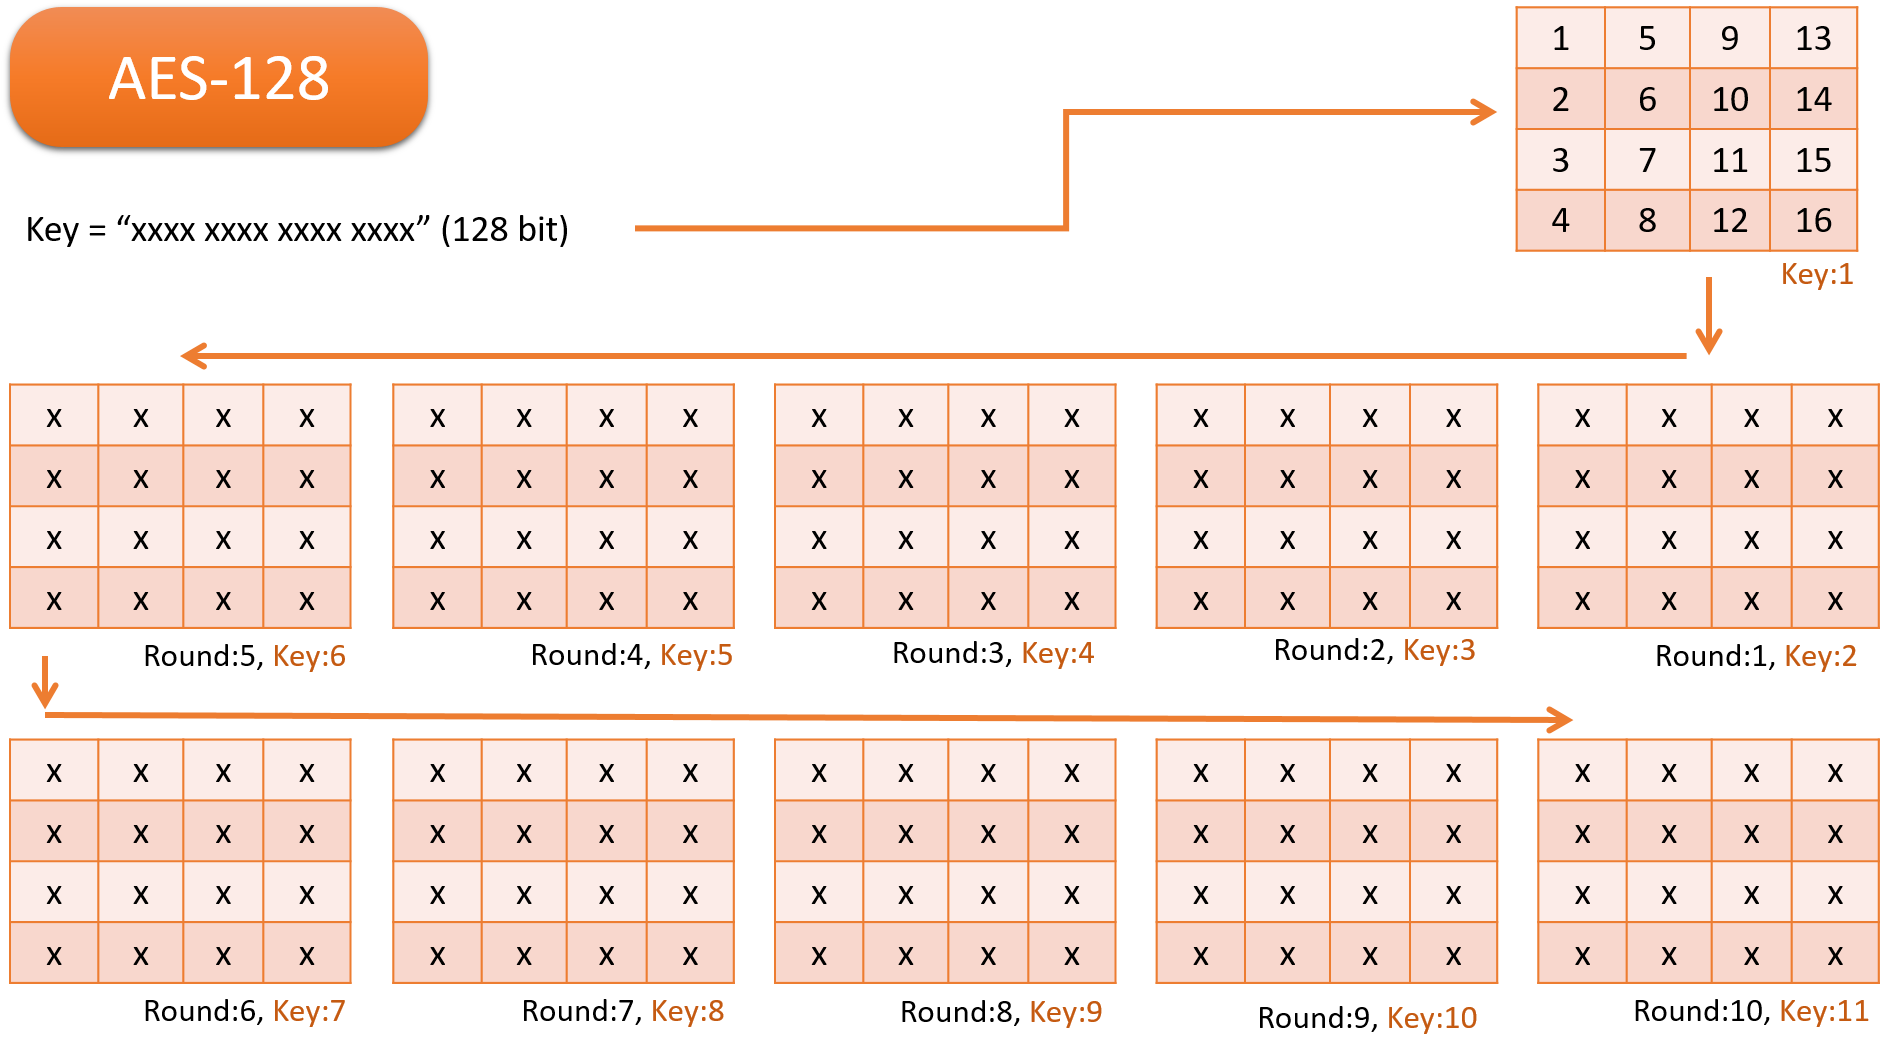 AES-128
1 5 9 13
2 6 10 14
3 7 11 15
4 8 12 16
Key:1
Key = “xxxx xxxx xxxx xxxx” (128 bit)
x x x x x x x x x x x x x x x x x x x x
x x x x x x x x x x x x x x x x x x x x
x x x x x x x x x x x x x x x x x x x x
x x x x x x x x x x x x x x x x x x x x
Round:5, Key:6 Round:4, Key:5 Round:3, Key:4 Round:2, Key:3 Round:1, Key:2
x x x x x x x x x x x x x x x x x x x x
x x x x x x x x x x x x x x x x x x x x
x x x x x x x x x x x x x x x x x x x x
x x x x x x x x x x x x x x x x x x x x
Round:6, Key:7 Round:7, Key:8 Round:8, Key:9 Round:9, Key:10 Round:10, Key:11